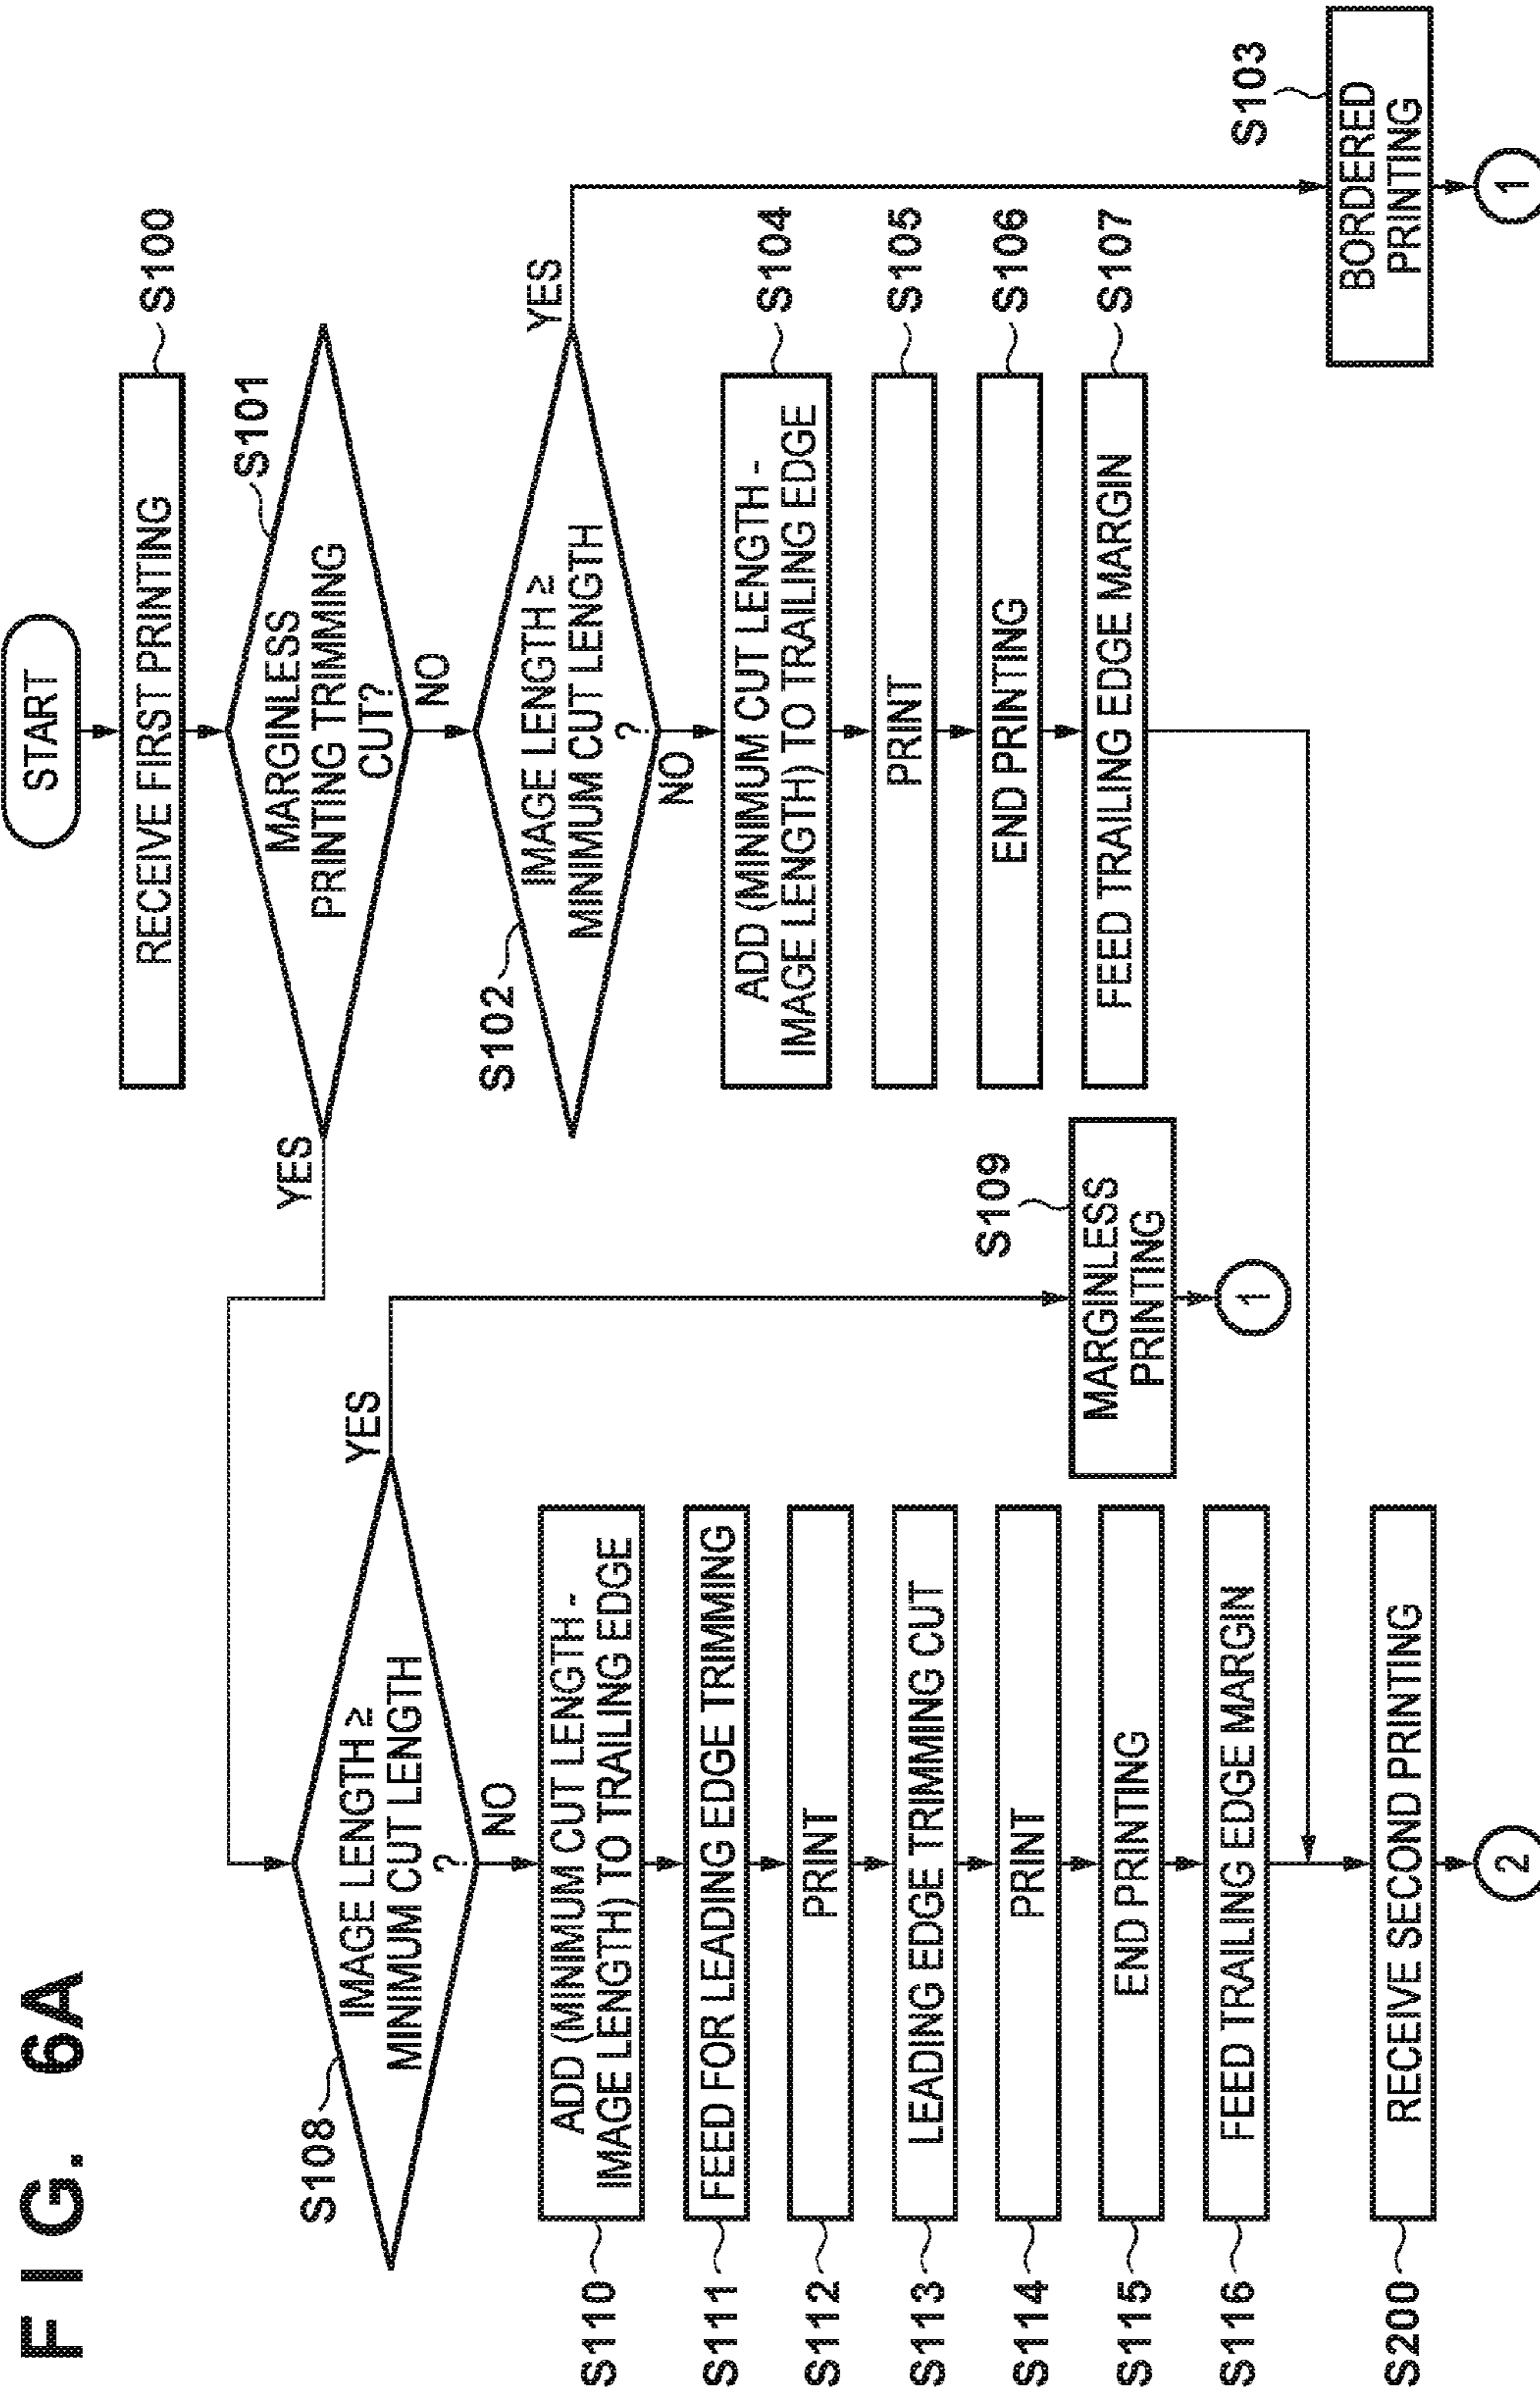 FIG. 6A
START
RECEIVE FIRST PRINTING
S100
MARGINLESS
PRINTING TRIMMING
CUT?
S101
YES
NO
IMAGE LENGTH ≥
MINIMUM CUT LENGTH
?
S102
YES
NO
BORDERED
PRINTING
S103
1
ADD (MINIMUM CUT LENGTH -
IMAGE LENGTH) TO TRAILING EDGE
S104
PRINT
S105
END PRINTING
S106
FEED TRAILING EDGE MARGIN
S107
IMAGE LENGTH ≥
MINIMUM CUT LENGTH
?
S108
YES
NO
MARGINLESS
PRINTING
S109
1
ADD (MINIMUM CUT LENGTH -
IMAGE LENGTH) TO TRAILING EDGE
S110
FEED FOR LEADING EDGE TRIMMING
S111
PRINT
S112
LEADING EDGE TRIMMING CUT
S113
PRINT
S114
END PRINTING
S115
FEED TRAILING EDGE MARGIN
S116
RECEIVE SECOND PRINTING
S200
2